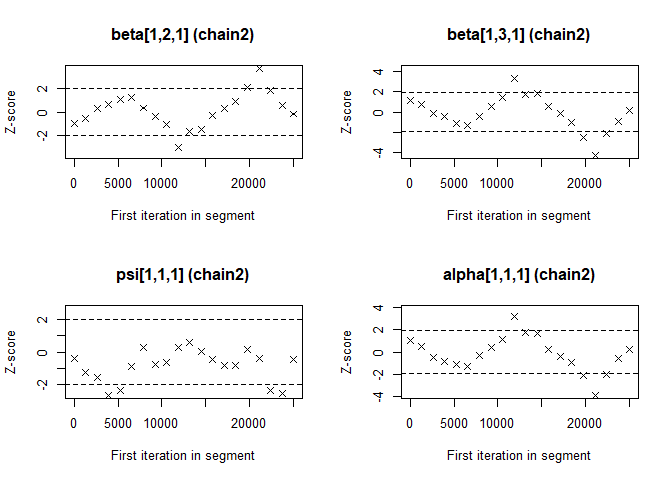 beta[1,2,1] (chain2)
Z-score
2
0
-2
0 5000 10000 20000
First iteration in segment
beta[1,3,1] (chain2)
Z-score
4
2
0
-4
0 5000 10000 20000
First iteration in segment
psi[1,1,1] (chain2)
Z-score
2
0
-2
0 5000 10000 20000
First iteration in segment
alpha[1,1,1] (chain2)
Z-score
4
2
0
-2
-4
0 5000 10000 20000
First iteration in segment